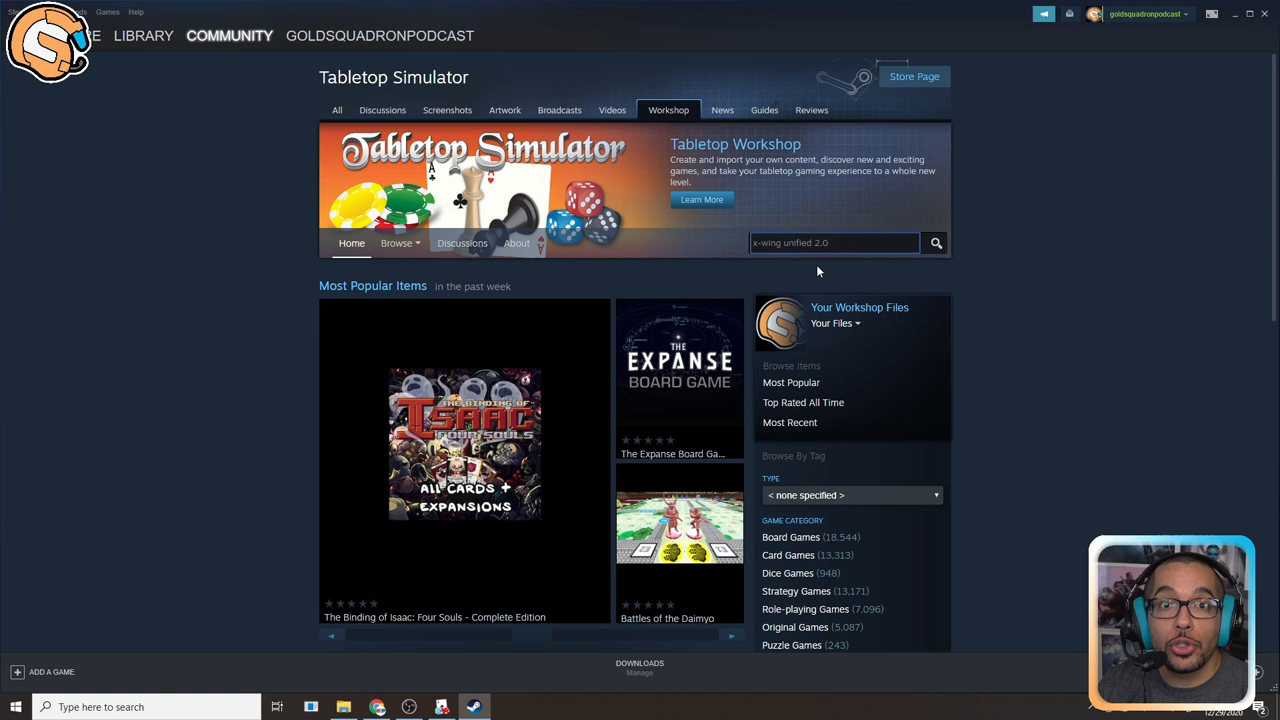 Games Help
goldsquadronpodcast
LIBRARY COMMUNITY GOLDSQUADRONPODCAST
Tabletop Simulator
Store Page
All Discussions Screenshots Artwork Broadcasts Videos Workshop News Guides Reviews
Tabletop Simulator
Tabletop Workshop
Create and import your own content, discover new and exciting
games, and take your tabletop gaming experience to a whole new
level.
Learn More
Home Browse Discussions About
x-wing unified 2.0
Most Popular Items in the past week
THE BINDING OF
ISAAC
FOUR SOULS
ALL CARDS +
EXPANSIONS
The Binding of Isaac: Four Souls - Complete Edition
THE
EXPANSE
BOARD GAME
The Expanse Board Ga...
Battles of the Daimyo
Your Workshop Files
Your Files
Browse Items
Most Popular
Top Rated All Time
Most Recent
Browse By Tag
TYPE
< none specified >
GAME CATEGORY
Board Games (18,544)
Card Games (13,313)
Dice Games (948)
Strategy Games (13,171)
Role-playing Games (7,096)
Original Games (5,087)
Puzzle Games (243)
ADD A GAME
DOWNLOADS
Manage
Type here to search
12/29/2020